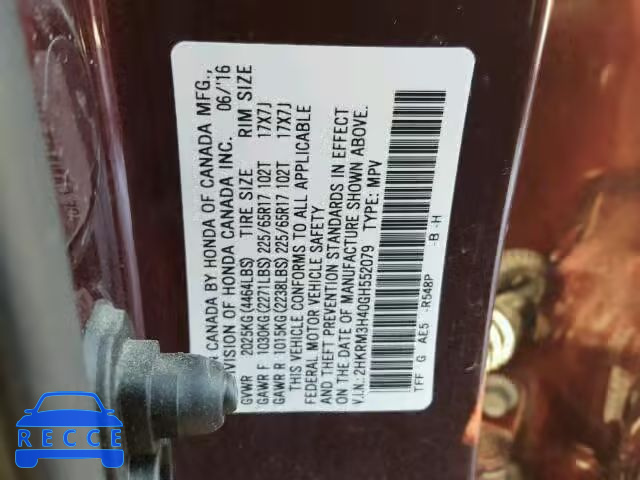 CANADA BY HONDA OF CANADA MFG.,
DIVISION OF HONDA CANADA INC. 06/'16
GVWR 2025KG(4464LBS) TIRE SIZE RIM SIZE
GAWR F 1030KG(2271LBS) 225/65R17 102T 17X7J
GAWR R 1015KG(2238LBS) 225/65R17 102T 17X7J
THIS VEHICLE CONFORMS TO ALL APPLICABLE
FEDERAL MOTOR VEHICLE SAFETY
AND THEFT PREVENTION STANDARDS IN EFFECT
ON THE DATE OF MANUFACTURE SHOWN ABOVE.
V.I.N.: 2HKRM3H40GH552079 TYPE: MPV
TFF G AE5 -R548P -B -H
RECCE